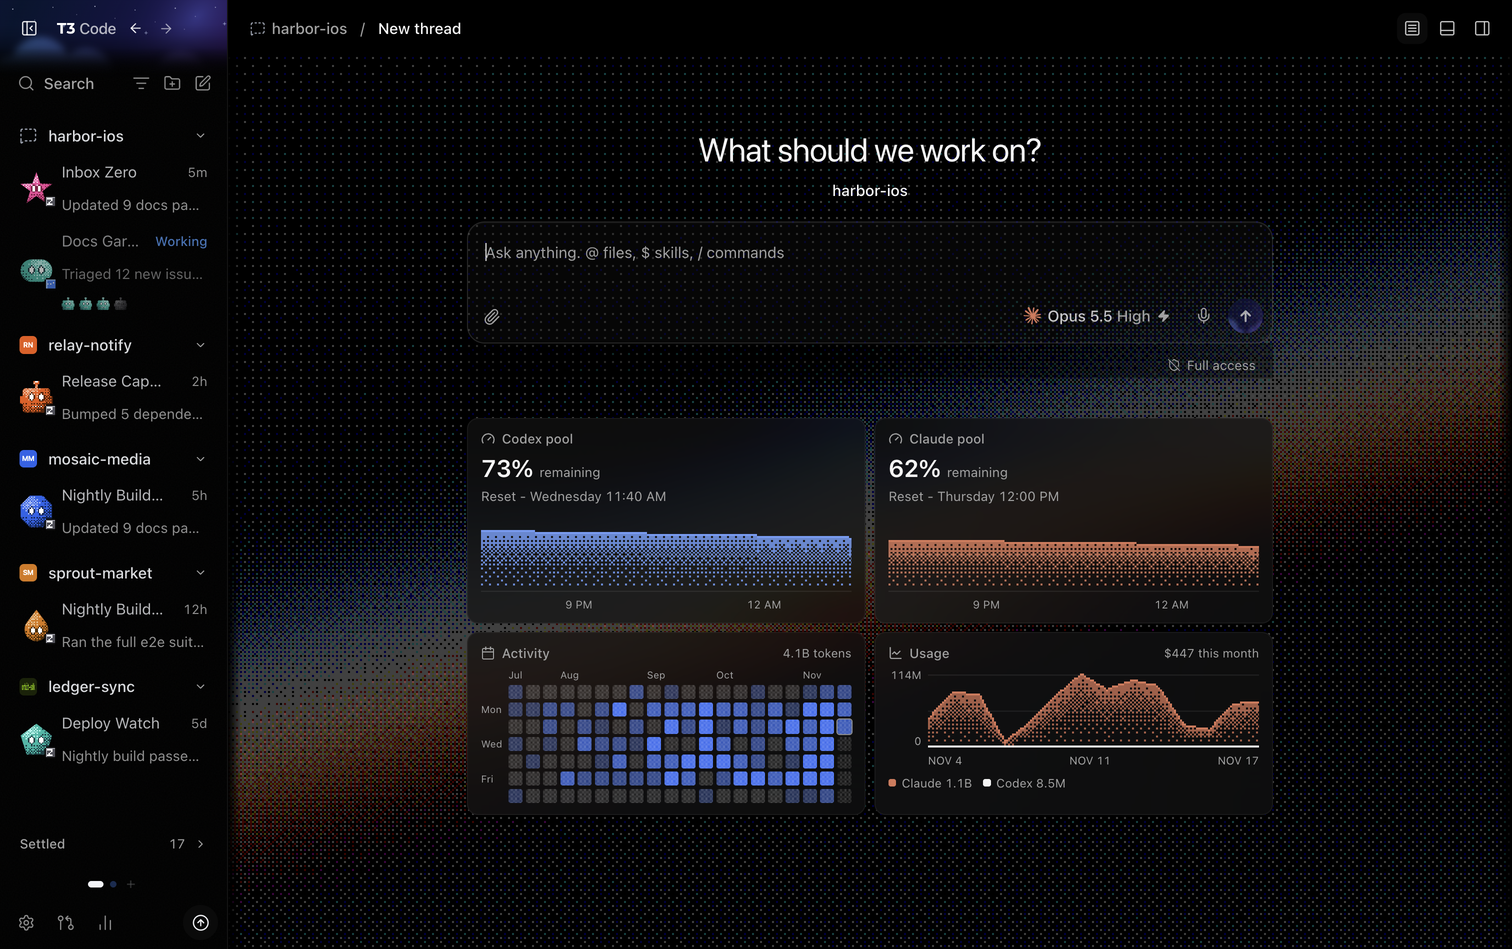 T3 Code
harbor-ios / New thread
Search
harbor-ios
Inbox Zero 5m
Updated 9 docs pa...
Docs Gar... Working
Triaged 12 new issu...
RN relay-notify
Release Cap... 2h
Bumped 5 depende...
MM mosaic-media
Nightly Build... 5h
Updated 9 docs pa...
SM sprout-market
Nightly Build... 12h
Ran the full e2e suit...
ledger-sync
Deploy Watch 5d
Nightly build passe...
Settled 17
What should we work on?
harbor-ios
Ask anything. @ files, $ skills, / commands
Opus 5.5 High
Full access
Codex pool
73% remaining
Reset - Wednesday 11:40 AM
9 PM 12 AM
Claude pool
62% remaining
Reset - Thursday 12:00 PM
9 PM 12 AM
Activity 4.1B tokens
Jul Aug Sep Oct Nov
Mon
Wed
Fri
Usage $447 this month
114M
0
NOV 4 NOV 11 NOV 17
Claude 1.1B Codex 8.5M